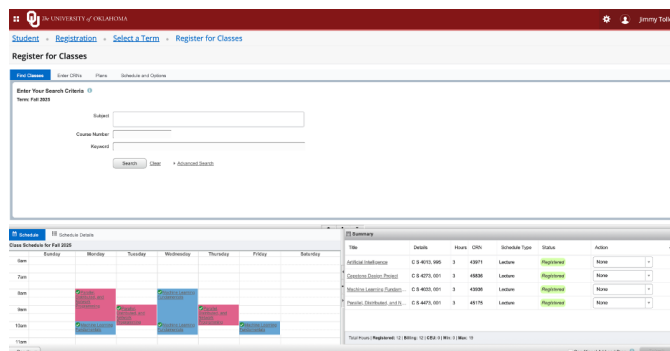 The UNIVERSITY of OKLAHOMA
Student • Registration • Select a Term • Register for Classes
Register for Classes
Find Classes Enter CRNs Plans Schedule and Options
Enter Your Search Criteria
Term: Fall 2025
Subject
Course Number
Keyword
Search Clear Advanced Search
Schedule Schedule Details
Class Schedule for Fall 2025
Sunday Monday Tuesday Wednesday Thursday Friday Saturday
6am
7am
8am
9am
10am
11am
Summary
Title Details Hours CRN Schedule Type Status Action
Artificial Intelligence C S 4013, 995 3 43971 Lecture Registered None
Capstone Design Project C S 4273, 001 3 45836 Lecture Registered None
Machine Learning Fundam... C S 4033, 001 3 43506 Lecture Registered None
Parallel, Distributed, and N... C S 4473, 001 3 45175 Lecture Registered None
Total Hours | Registered: 12 | Billing: 12 | CEU: 0 | Min: 0 | Max: 19